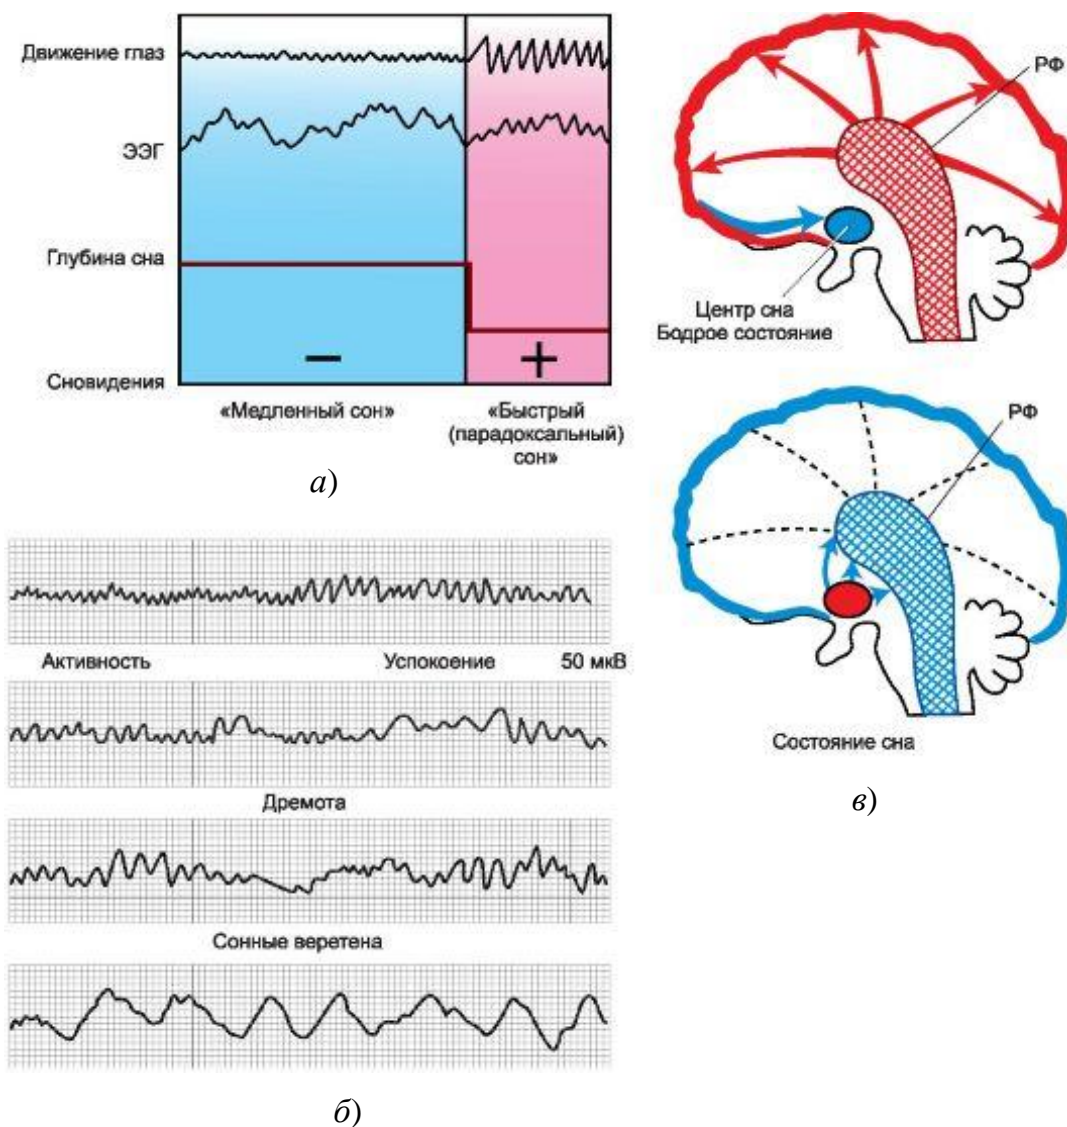 Движение глаз
ЭЭГ
Глубина сна
Сновидения
− +
«Медленный сон»
«Быстрый
(парадоксальный)
сон»
а)
РФ
Центр сна
Бодрое состояние
РФ
Состояние сна
в)
Активность Успокоение 50 мкВ
Дремота
Сонные веретена
б)